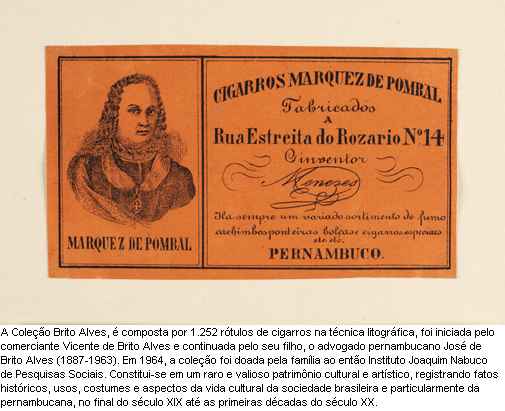 CIGARROS MARQUEZ DE POMBAL
Fabricados
A
Rua Estreita do Rozario Nº 14
O inventor
Menezes
Ha sempre um variado sortimento de fumo
cachimbos ponteiras bolças e cigarros especiaes
etc. etc.
PERNAMBUCO.
MARQUEZ DE POMBAL
A Coleção Brito Alves, é composta por 1.252 rótulos de cigarros na técnica litográfica, foi iniciada pelo
comerciante Vicente de Brito Alves e continuada pelo seu filho, o advogado pernambucano José de
Brito Alves (1887-1963). Em 1964, a coleção foi doada pela família ao então Instituto Joaquim Nabuco
de Pesquisas Sociais. Constitui-se em um raro e valioso patrimônio cultural e artístico, registrando fatos
históricos, usos, costumes e aspectos da vida cultural da sociedade brasileira e particularmente da
pernambucana, no final do século XIX até as primeiras décadas do século XX.